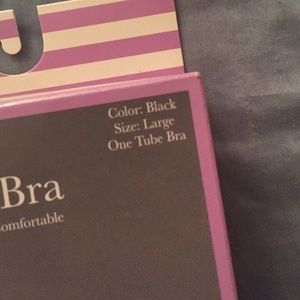 Color: Black
Size: Large
One Tube Bra
Bra
omfortable